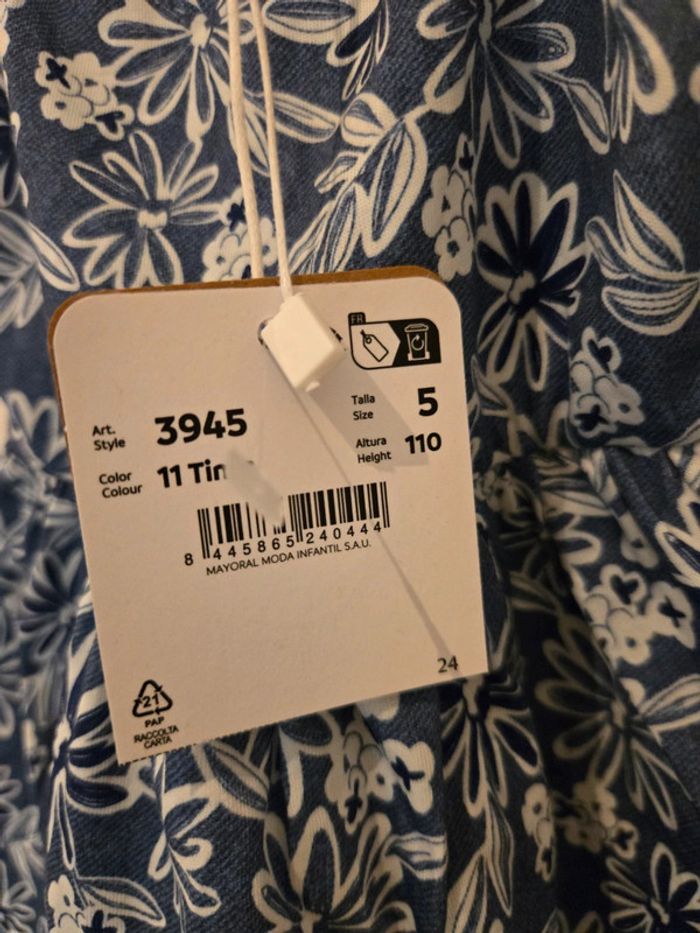 FR
Art. Style 3945
Talla Size 5
Color Colour 11
Altura Height 110
8 445865 240444
MAYORAL MODA INFANTIL S.A.U.
24
21
PAP
RACCOLTA
CARTA